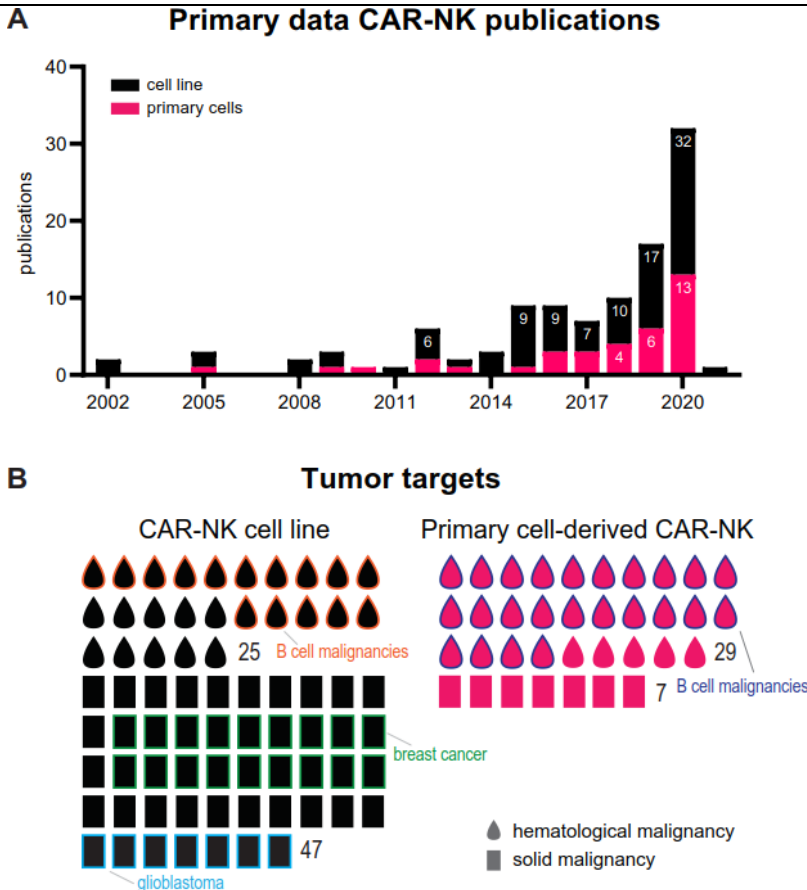 A
Primary data CAR-NK publications
40
30
20
10
0
publications
cell line
primary cells
6
9
9
7
10
4
17
6
32
13
2002
2005
2008
2011
2014
2017
2020
B
Tumor targets
CAR-NK cell line
Primary cell-derived CAR-NK
25
B cell malignancies
29
7
B cell malignancies
breast cancer
47
glioblastoma
hematological malignancy
solid malignancy